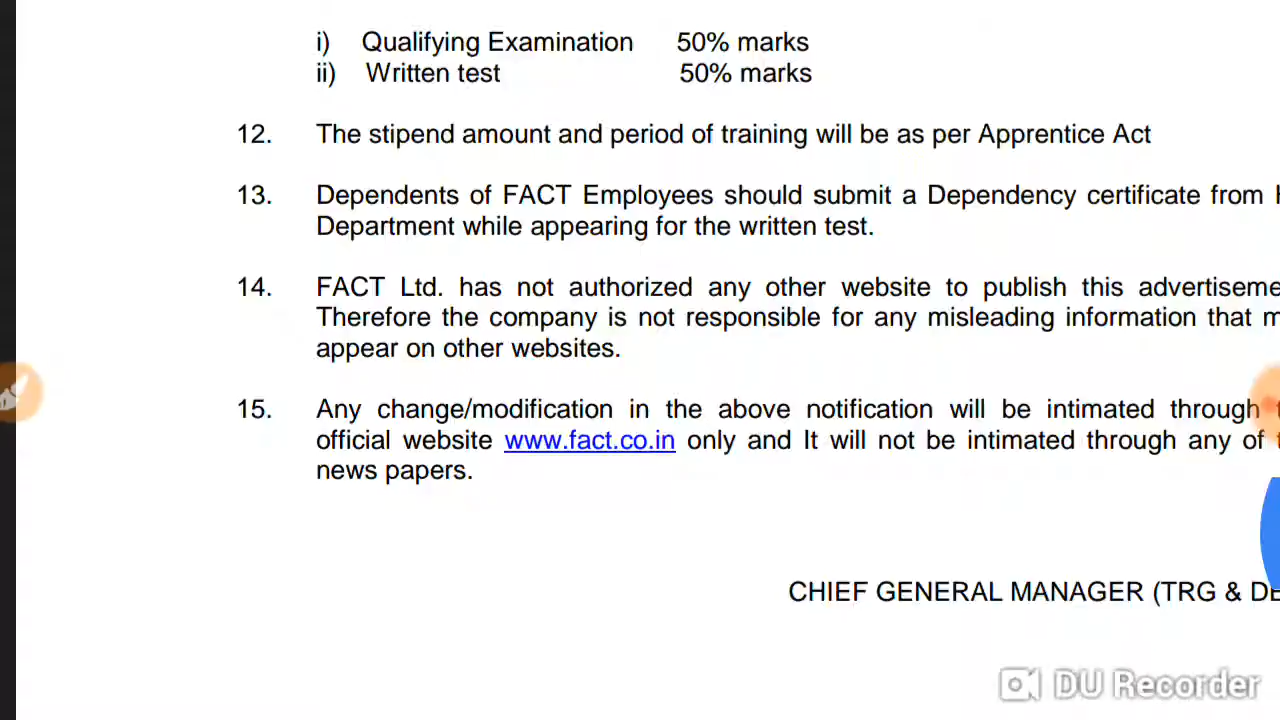 i) Qualifying Examination 50% marks
ii) Written test 50% marks
12. The stipend amount and period of training will be as per Apprentice Act
13. Dependents of FACT Employees should submit a Dependency certificate from
Department while appearing for the written test.
14. FACT Ltd. has not authorized any other website to publish this
Therefore the company is not responsible for any misleading information that
appear on other websites.
15. Any change/modification in the above notification will be intimated through
official website www.fact.co.in only and It will not be intimated through any of
news papers.
CHIEF GENERAL MANAGER (TRG &
DU Recorder